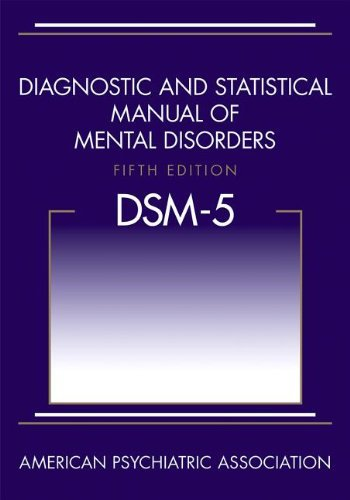 DIAGNOSTIC AND STATISTICAL
MANUAL OF
MENTAL DISORDERS
FIFTH EDITION
DSM-5
AMERICAN PSYCHIATRIC ASSOCIATION